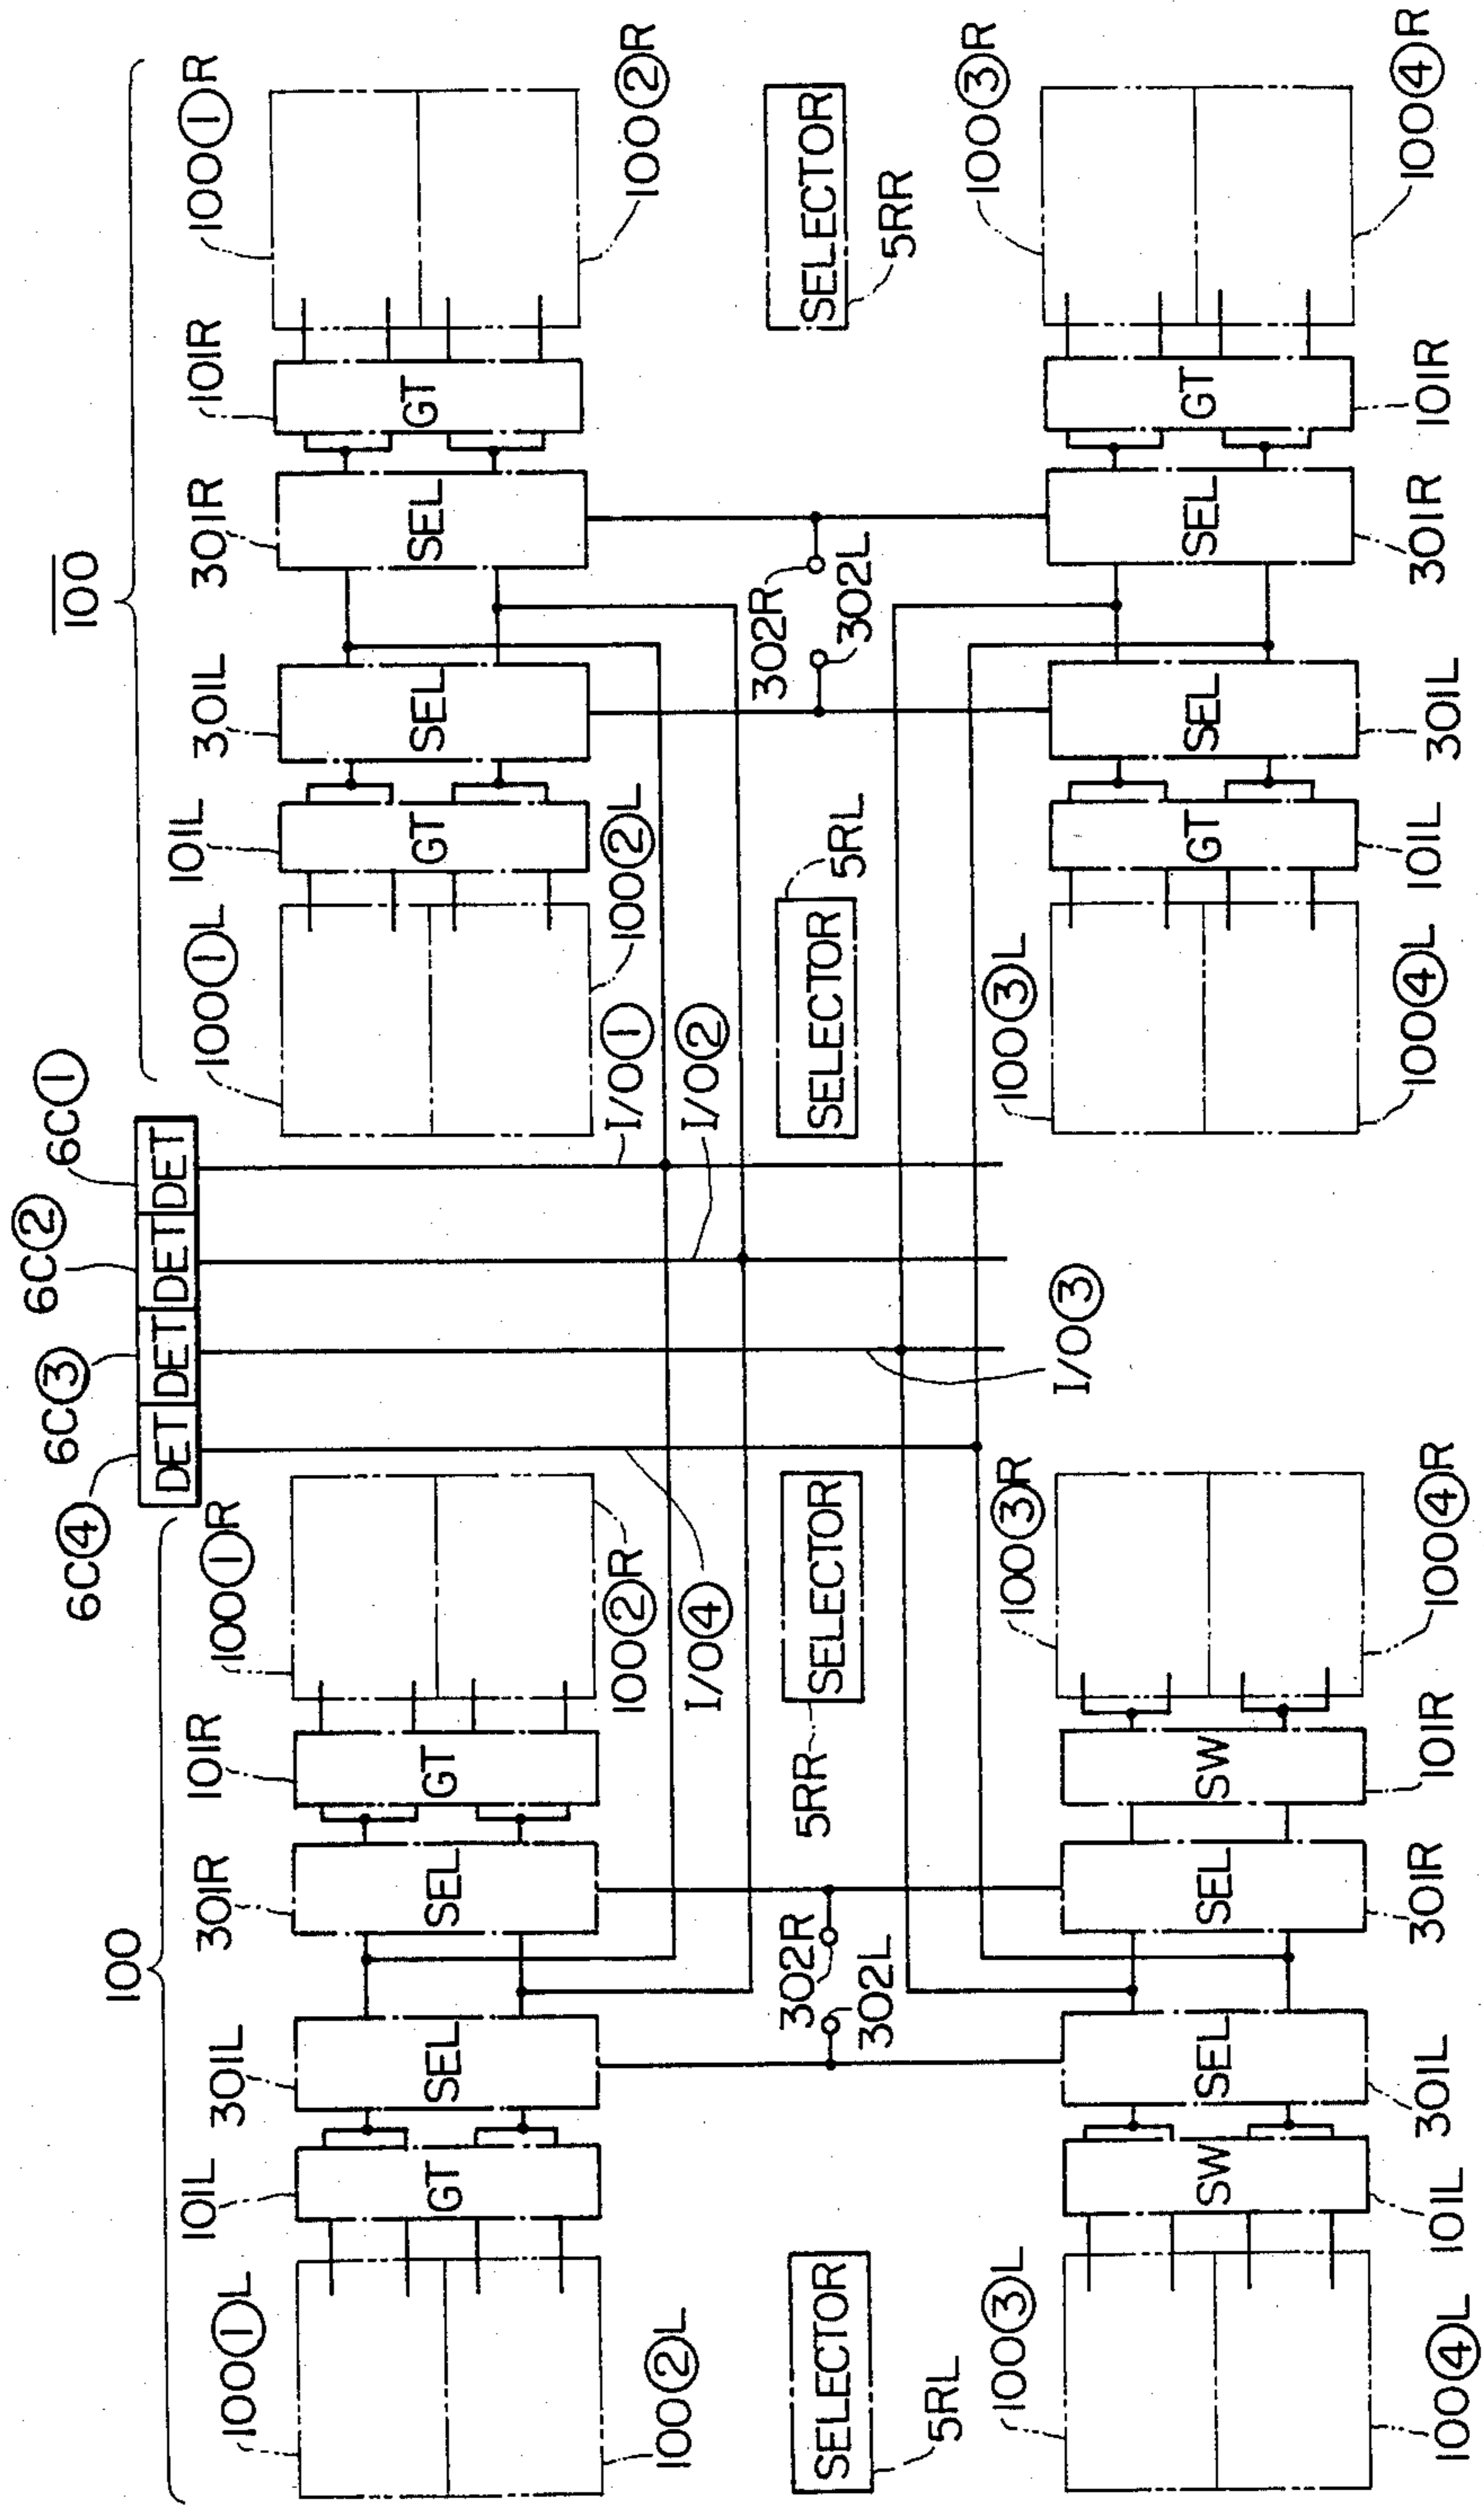 6C④ 6C③ 6C② 6C①
100 1̅0̅0̅
DET DET DET DET
100①L 101L 301L 301R 101R 100①R 100①L 101L 301L 301R 101R 100①R
GT SEL SEL GT GT SEL SEL GT
100②L 100②R I/O① 100②L 100②R
I/O④ I/O②
302R 302R
SELECTOR SELECTOR SELECTOR SELECTOR
5RL 302L 5RR 5RL 302L 5RR
100③L 100③R I/O③ 100③L 100③R
SW SEL SEL SW GT SEL SEL GT
100④L 101L 301L 301R 101R 100④R 100④L 101L 301L 301R 101R 100④R